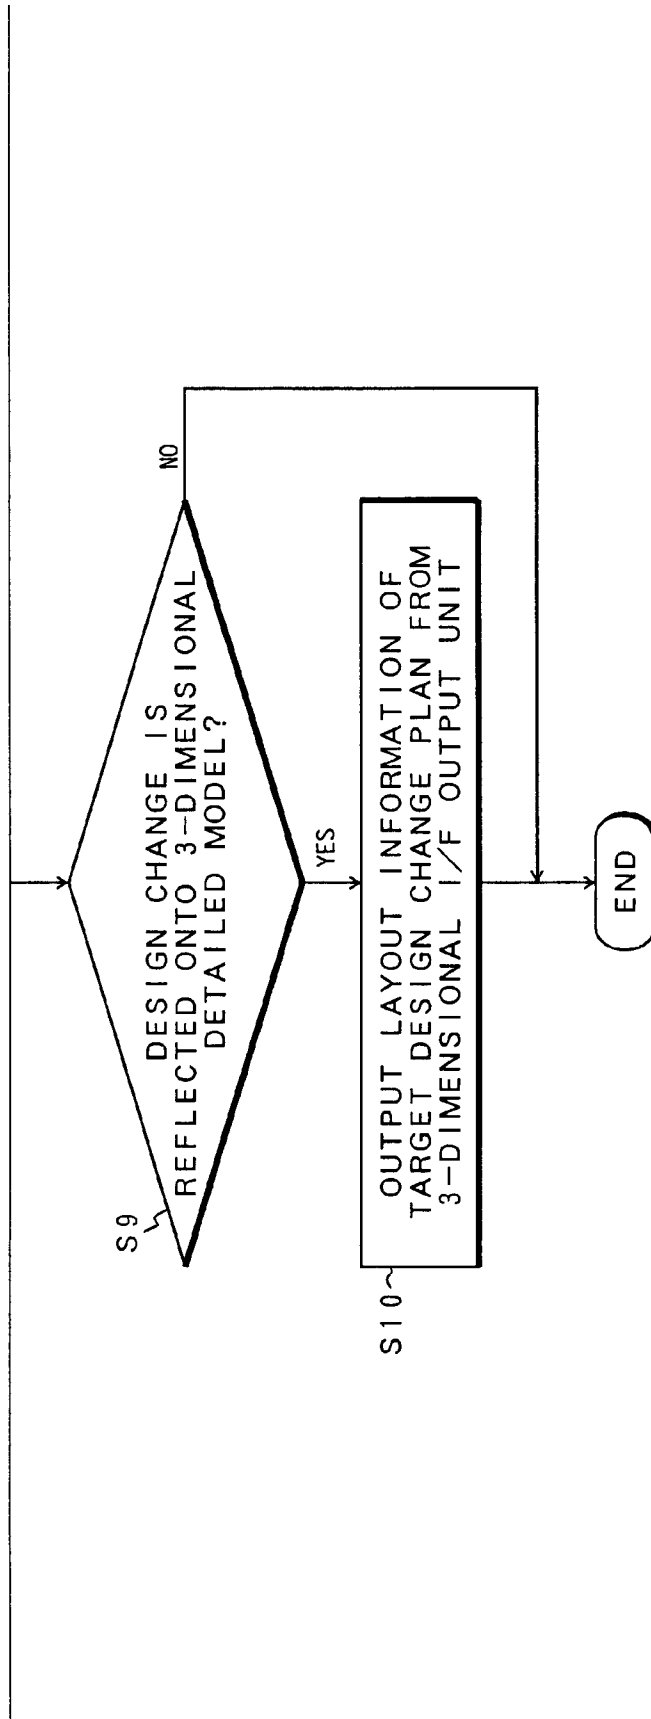 S9
DESIGN CHANGE IS
REFLECTED ONTO 3-DIMENSIONAL
DETAILED MODEL?
NO
YES
S10
OUTPUT LAYOUT INFORMATION OF
TARGET DESIGN CHANGE PLAN FROM
3-DIMENSIONAL I/F OUTPUT UNIT
END